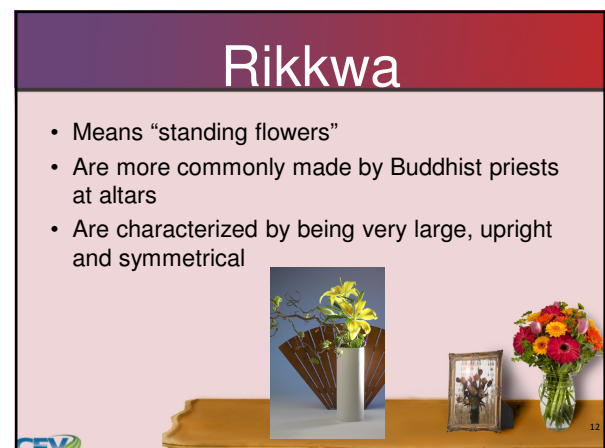 Rikkwa
• Means “standing flowers”
• Are more commonly made by Buddhist priests
at altars
• Are characterized by being very large, upright
and symmetrical
12
CEV